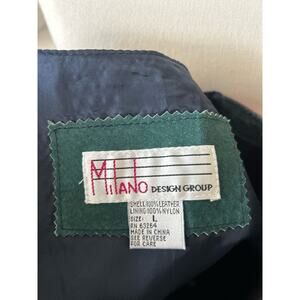 Milano
DESIGN GROUP
SHELL 100% LEATHER
LINING 100% NYLON
SIZE: L
RN 63264
MADE IN CHINA
SEE REVERSE
FOR CARE